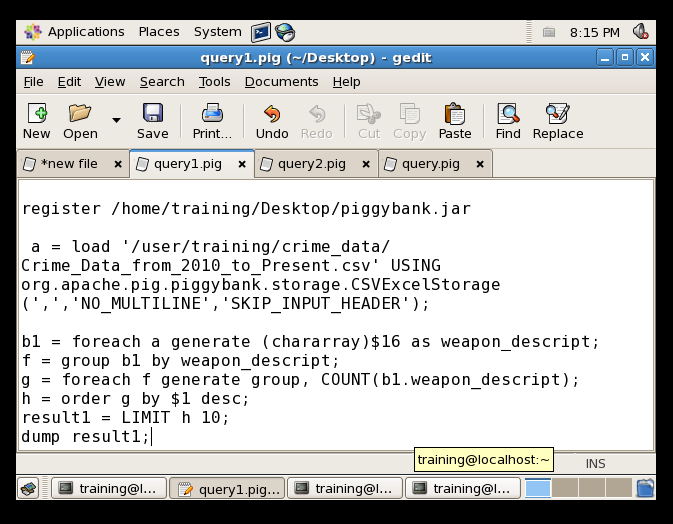 Applications Places System 8:15 PM
query1.pig (~/Desktop) - gedit
File Edit View Search Tools Documents Help
New Open Save Print... Undo Redo Cut Copy Paste Find Replace
*new file query1.pig query2.pig query.pig
register /home/training/Desktop/piggybank.jar
a = load '/user/training/crime_data/
Crime_Data_from_2010_to_Present.csv' USING
org.apache.pig.piggybank.storage.CSVExcelStorage
(',','NO_MULTILINE','SKIP_INPUT_HEADER');
b1 = foreach a generate (chararray)$16 as weapon_descript;
f = group b1 by weapon_descript;
g = foreach f generate group, COUNT(b1.weapon_descript);
h = order g by $1 desc;
result1 = LIMIT h 10;
dump result1;
training@localhost:~
INS
training@l... query1.pig... training@l... training@l...